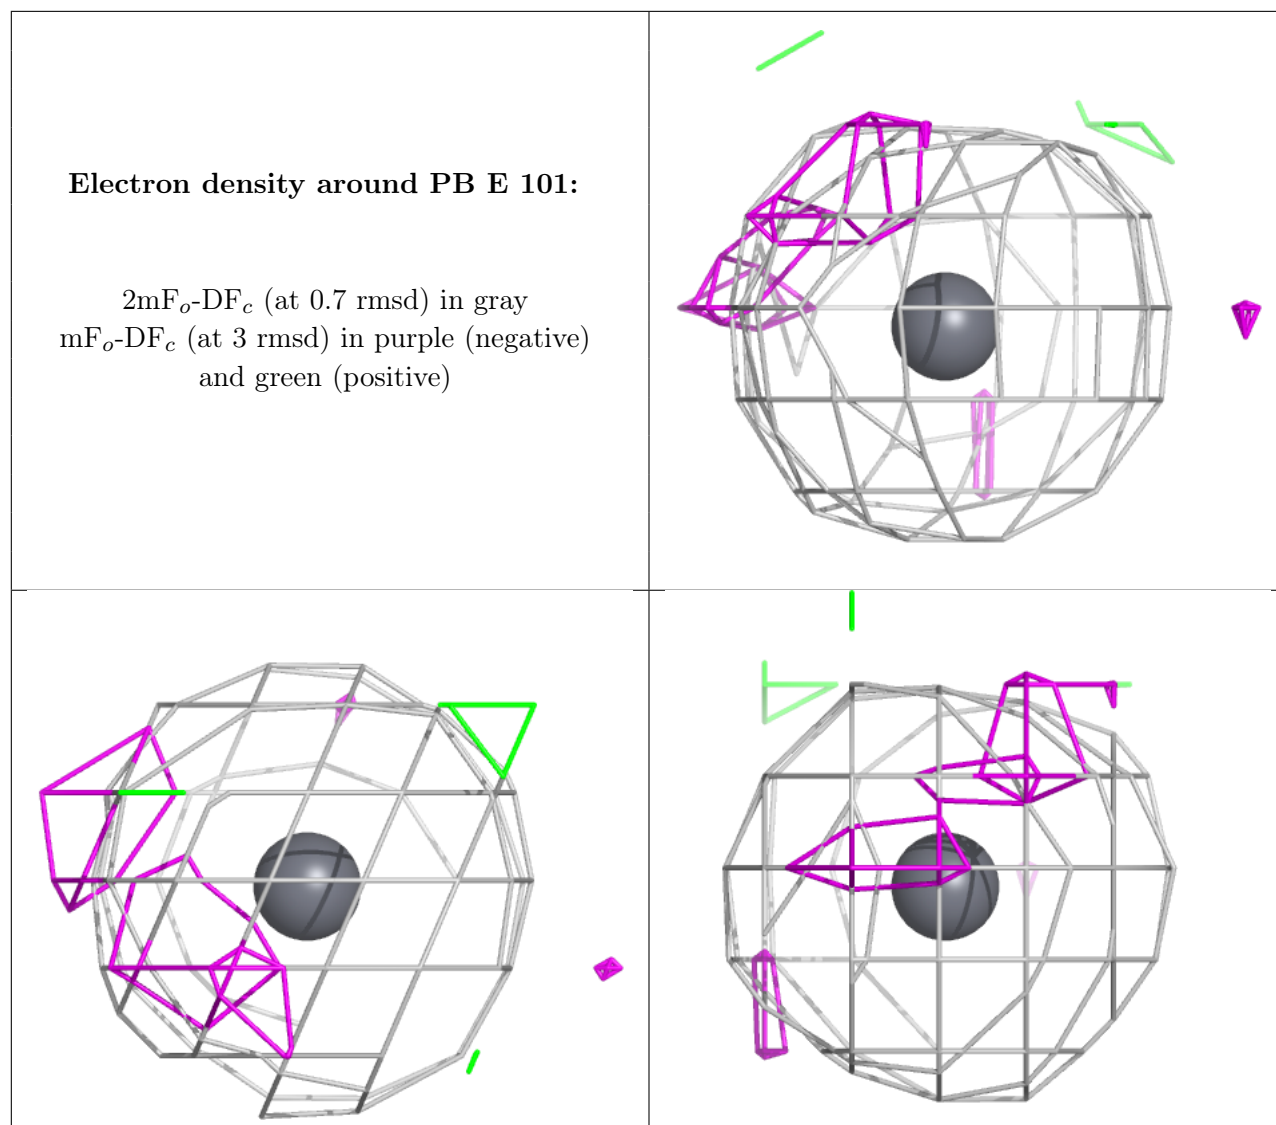 Electron density around PB E 101:
2mFo-DFc (at 0.7 rmsd) in gray
mFo-DFc (at 3 rmsd) in purple (negative)
and green (positive)